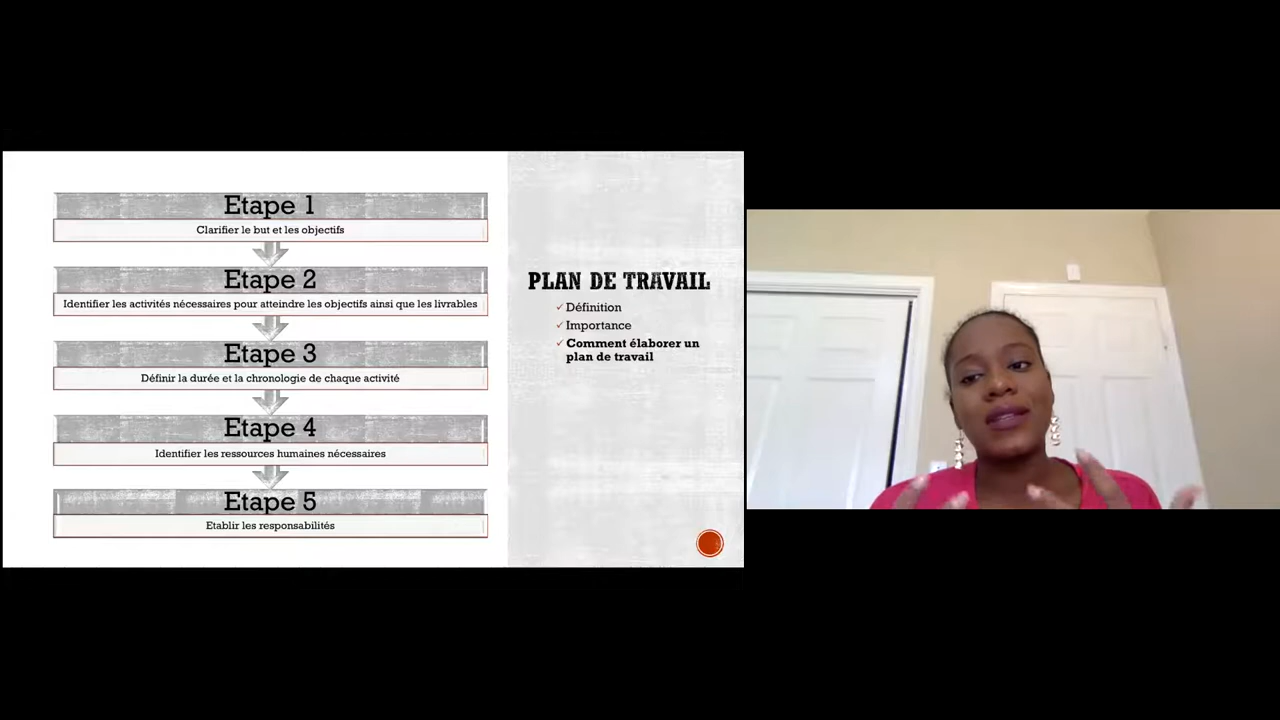 Etape 1
Clarifier le but et les objectifs
Etape 2
Identifier les activités nécessaires pour atteindre les objectifs ainsi que les livrables
Etape 3
Définir la durée et la chronologie de chaque activité
Etape 4
Identifier les ressources humaines nécessaires
Etape 5
Etablir les responsabilités
PLAN DE TRAVAIL
✓ Définition
✓ Importance
✓ Comment élaborer un
plan de travail